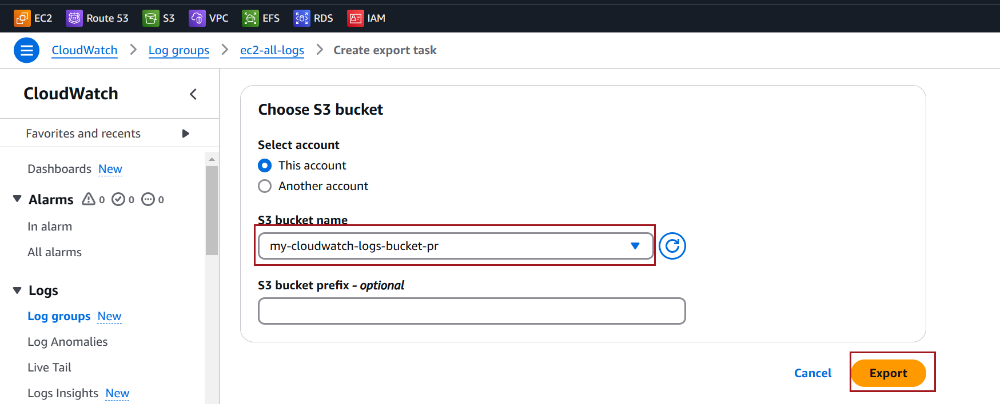 EC2 Route 53 S3 VPC EFS RDS IAM
CloudWatch Log groups ec2-all-logs Create export task
CloudWatch
Favorites and recents
Dashboards New
Alarms 0 0 0
In alarm
All alarms
Logs
Log groups New
Log Anomalies
Live Tail
Logs Insights New
Choose S3 bucket
Select account
This account
Another account
S3 bucket name
my-cloudwatch-logs-bucket-pr
S3 bucket prefix - optional
Cancel Export